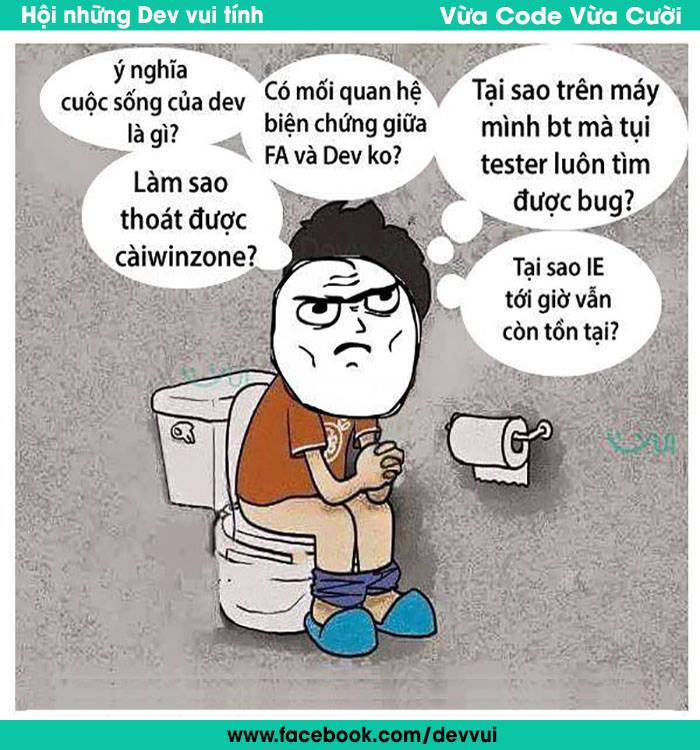 Hội những Dev vui tính
Vừa Code Vừa Cười
ý nghĩa
cuộc sống của dev
là gì?
Có mối quan hệ
biện chứng giữa
FA và Dev ko?
Tại sao trên máy
mình bt mà tụi
tester luôn tìm
được bug?
Làm sao
thoát được
càiwinzone?
Tại sao IE
tới giờ vẫn
còn tồn tại?
www.facebook.com/devvui